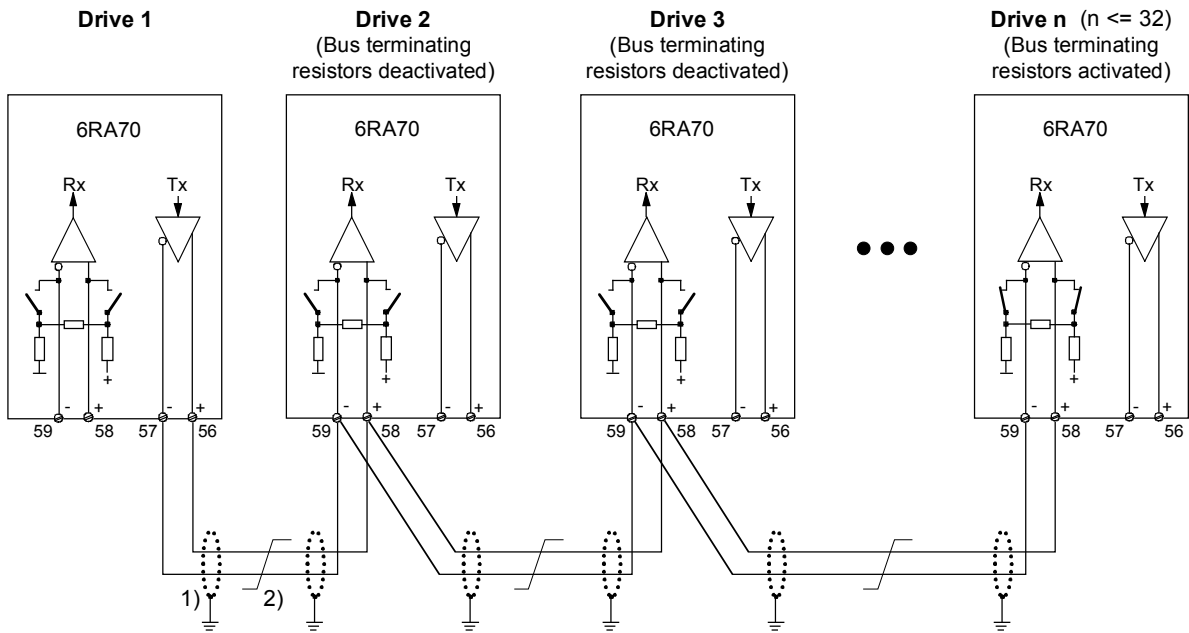 Drive 1
Drive 2
(Bus terminating
resistors deactivated)
Drive 3
(Bus terminating
resistors deactivated)
Drive n (n <= 32)
(Bus terminating
resistors activated)
6RA70
6RA70
6RA70
6RA70
Rx Tx
Rx Tx
Rx Tx
Rx Tx
+
+
+
+
- + - +
- + - +
- + - +
- + - +
59 58 57 56
59 58 57 56
59 58 57 56
59 58 57 56
1) 2)